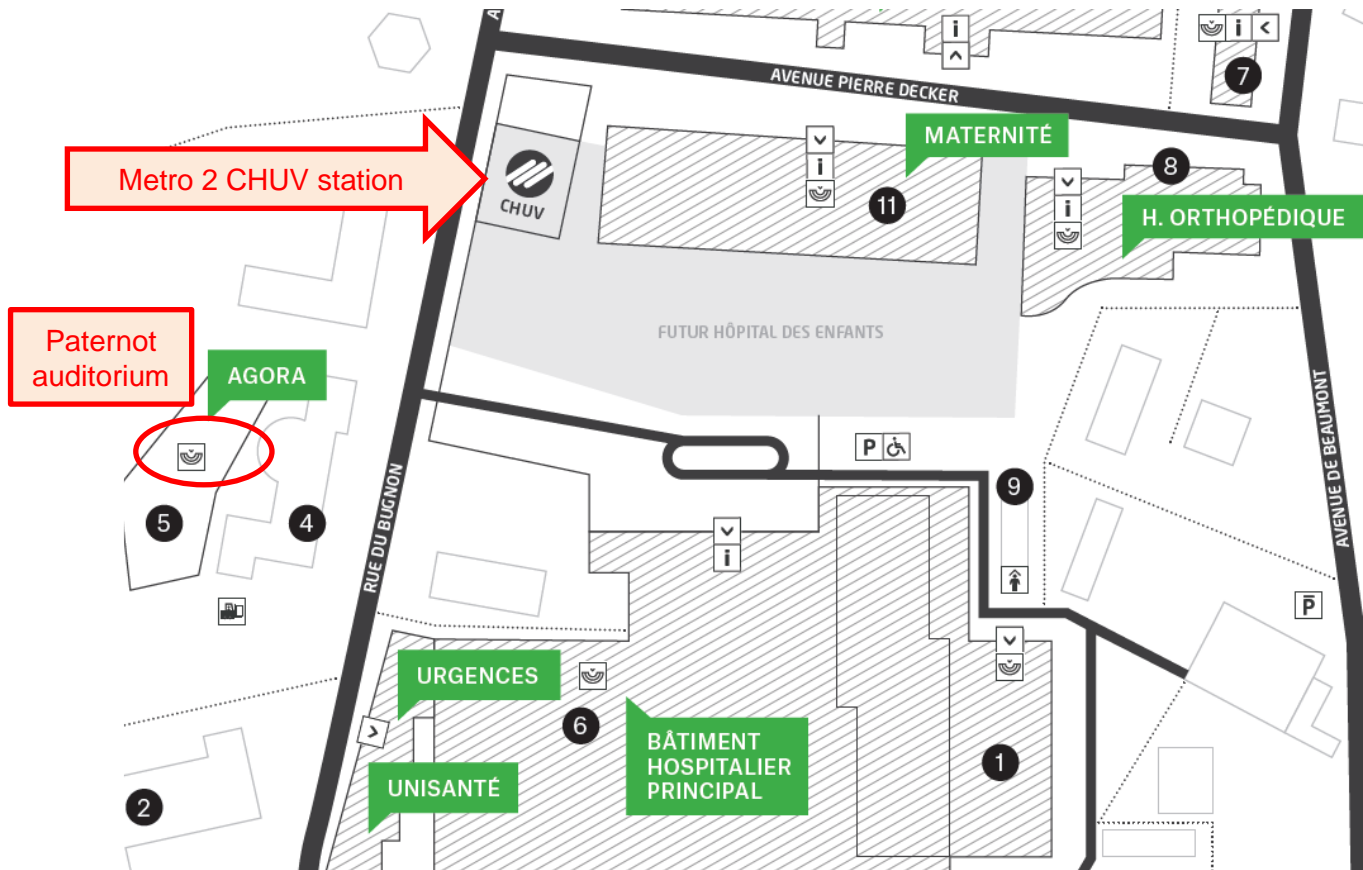 A
i
AVENUE PIERRE DECKER
i
7
Metro 2 CHUV station
CHUV
MATERNITÉ
i
11
8
i
H. ORTHOPÉDIQUE
FUTUR HÔPITAL DES ENFANTS
Paternot
auditorium
AGORA
AVENUE DE BEAUMONT
P
RUE DU BUGNON
9
5
4
i
P
URGENCES
6
BÂTIMENT
HOSPITALIER
PRINCIPAL
1
UNISANTÉ
2